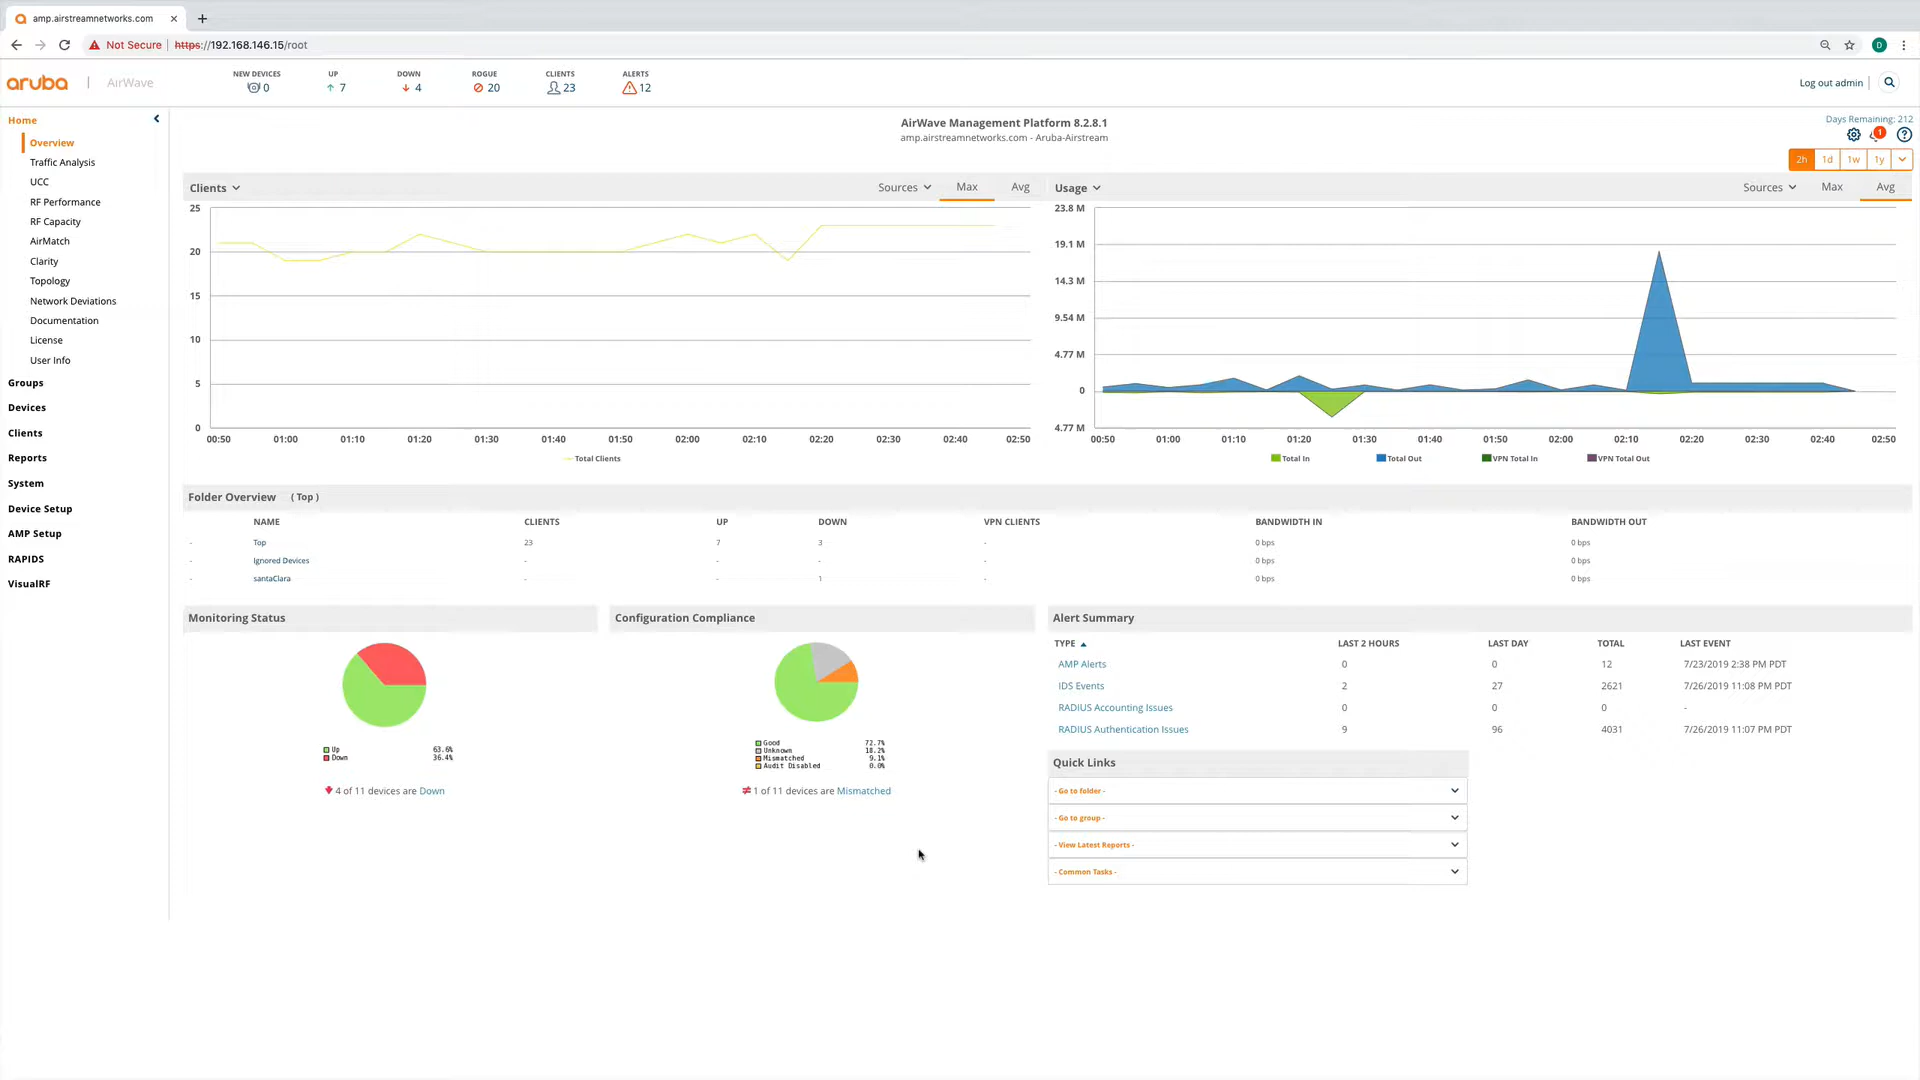 amp.airstreamnetworks.com
Not Secure https://192.168.146.15/root
D
aruba AirWave
NEW DEVICES UP DOWN ROGUE CLIENTS ALERTS
0 7 4 20 23 12
Log out admin
Home
Overview
Traffic Analysis
UCC
RF Performance
RF Capacity
AirMatch
Clarity
Topology
Network Deviations
Documentation
License
User Info
Groups
Devices
Clients
Reports
System
Device Setup
AMP Setup
RAPIDS
VisualRF
AirWave Management Platform 8.2.8.1
amp.airstreamnetworks.com - Aruba-Airstream
Days Remaining: 212
1
2h 1d 1w 1y
Clients Sources Max Avg
25
20
15
10
5
0
00:50 01:00 01:10 01:20 01:30 01:40 01:50 02:00 02:10 02:20 02:30 02:40 02:50
Total Clients
Usage Sources Max Avg
23.8 M
19.1 M
14.3 M
9.54 M
4.77 M
0
4.77 M
00:50 01:00 01:10 01:20 01:30 01:40 01:50 02:00 02:10 02:20 02:30 02:40 02:50
Total In Total Out VPN Total In VPN Total Out
Folder Overview ( Top )
NAME CLIENTS UP DOWN VPN CLIENTS BANDWIDTH IN BANDWIDTH OUT
- Top 23 7 3 - 0 bps 0 bps
- Ignored Devices - - - - 0 bps 0 bps
- santaClara - - 1 - 0 bps 0 bps
Monitoring Status
Up 63.6%
Down 36.4%
4 of 11 devices are Down
Configuration Compliance
Good 72.7%
Unknown 18.2%
Mismatched 9.1%
Audit Disabled 0.0%
1 of 11 devices are Mismatched
Alert Summary
TYPE LAST 2 HOURS LAST DAY TOTAL LAST EVENT
AMP Alerts 0 0 12 7/23/2019 2:38 PM PDT
IDS Events 2 27 2621 7/26/2019 11:08 PM PDT
RADIUS Accounting Issues 0 0 0 -
RADIUS Authentication Issues 9 96 4031 7/26/2019 11:07 PM PDT
Quick Links
- Go to folder -
- Go to group -
- View Latest Reports -
- Common Tasks -